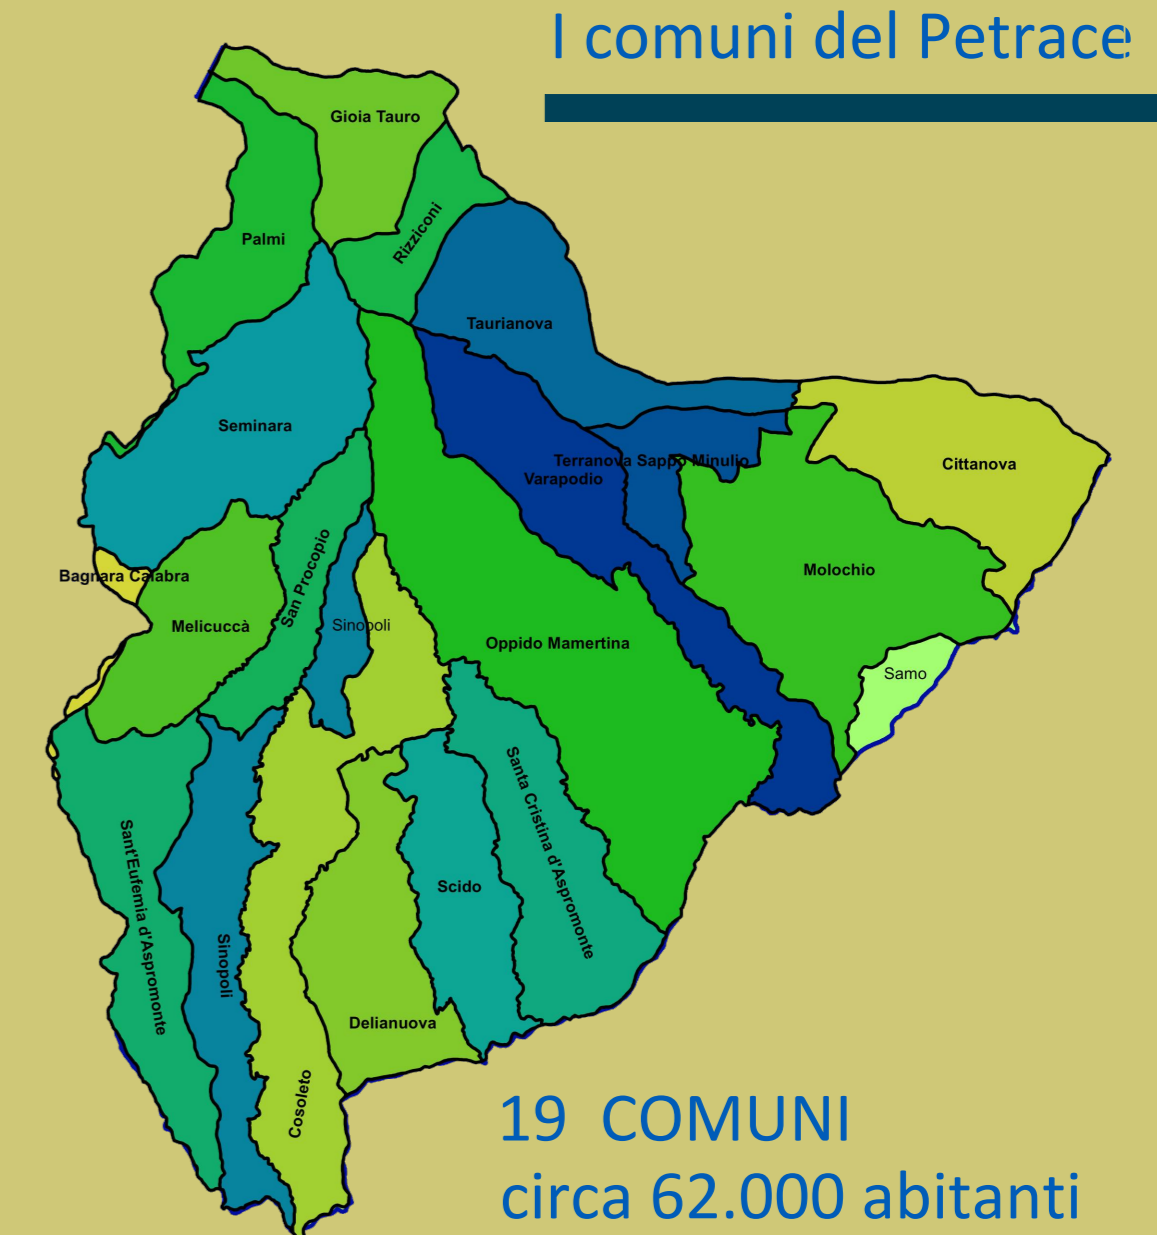 I comuni del Petrace
Gioia Tauro
Palmi
Rizziconi
Taurianova
Seminara
Terranova Sappo Minulio
Varapodio
Cittanova
Bagnara Calabra
Melicuccà
San Procopio
Sinopoli
Molochio
Oppido Mamertina
Samo
Sant'Eufemia d'Aspromonte
Sinopoli
Cosoleto
Delianuova
Scido
Santa Cristina d'Aspromonte
19 COMUNI
circa 62.000 abitanti